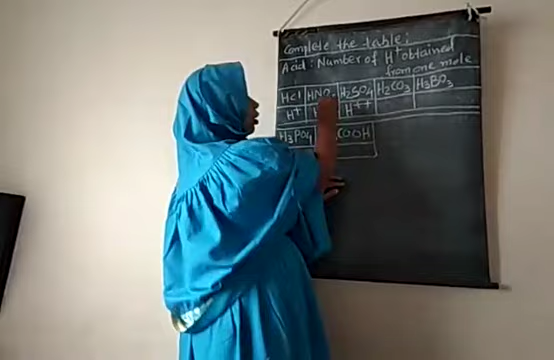 Complete the table;
Acid : Number of H⁺ obtained
from one mole
HCl HNO₃ H₂SO₄ H₂CO₃ H₃BO₃
H⁺ H⁺⁺
H₃PO₄ COOH